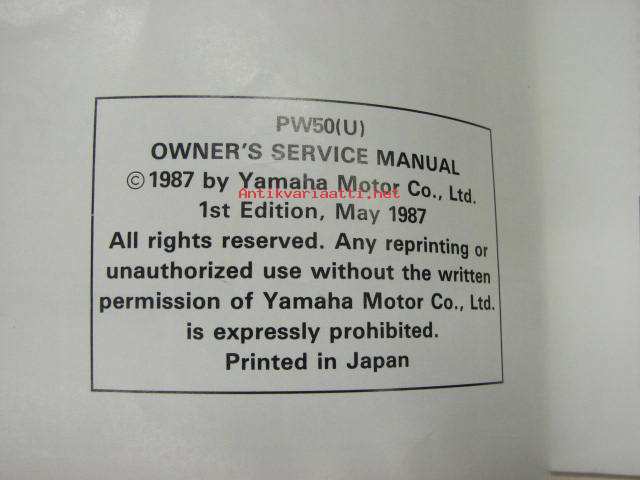 PW50(U)
OWNER'S SERVICE MANUAL
©1987 by Yamaha Motor Co., Ltd.
Antikvariaatti.net
1st Edition, May 1987
All rights reserved. Any reprinting or
unauthorized use without the written
permission of Yamaha Motor Co., Ltd.
is expressly prohibited.
Printed in Japan